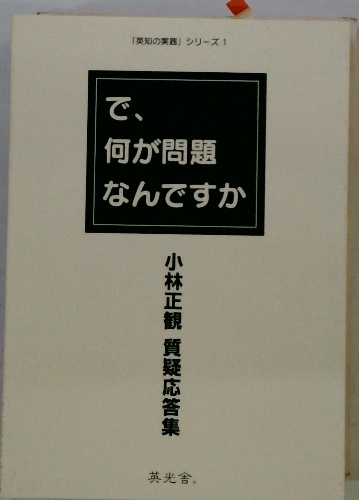 「英知の実践」シリーズ1
で、
何が問題
なんですか
小林正観 質疑応答集
英光舎。